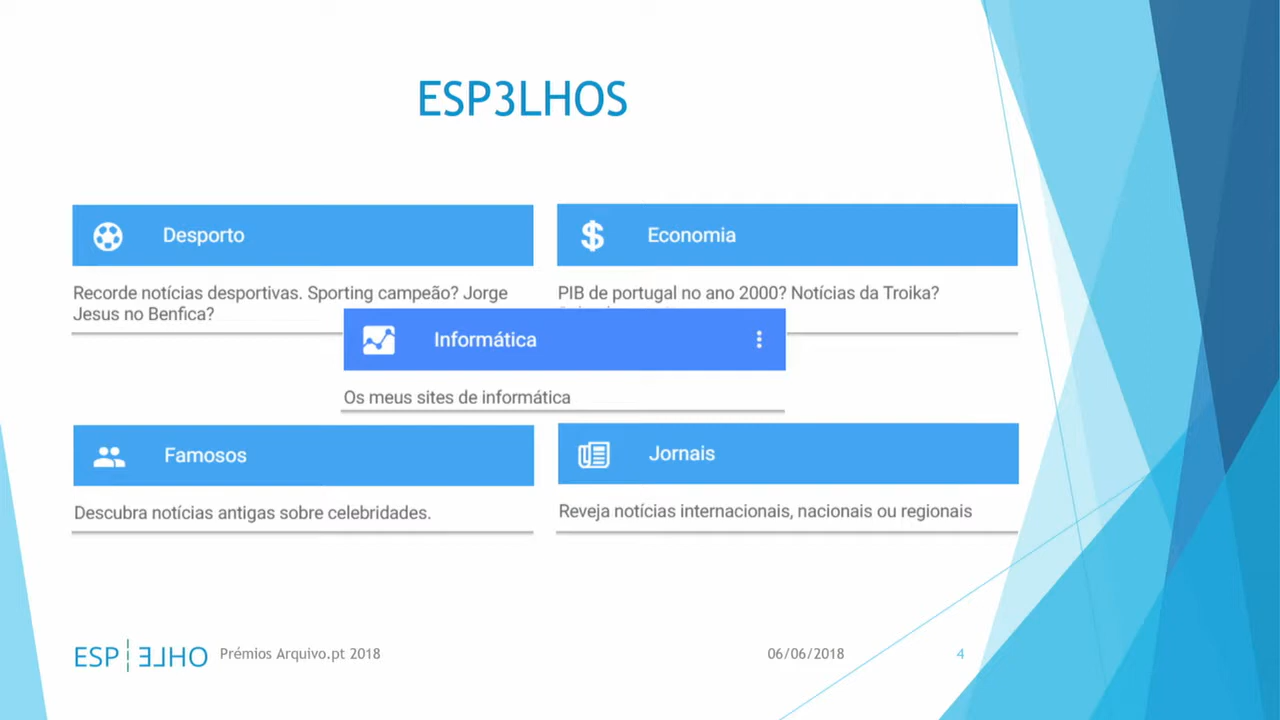 ESP3LHOS
Desporto
Recorde notícias desportivas. Sporting campeão? Jorge
Jesus no Benfica?
Economia
PIB de portugal no ano 2000? Notícias da Troika?
Informática
Os meus sites de informática
Famosos
Descubra notícias antigas sobre celebridades.
Jornais
Reveja notícias internacionais, nacionais ou regionais
ESP ELHO Prémios Arquivo.pt 2018
06/06/2018
4